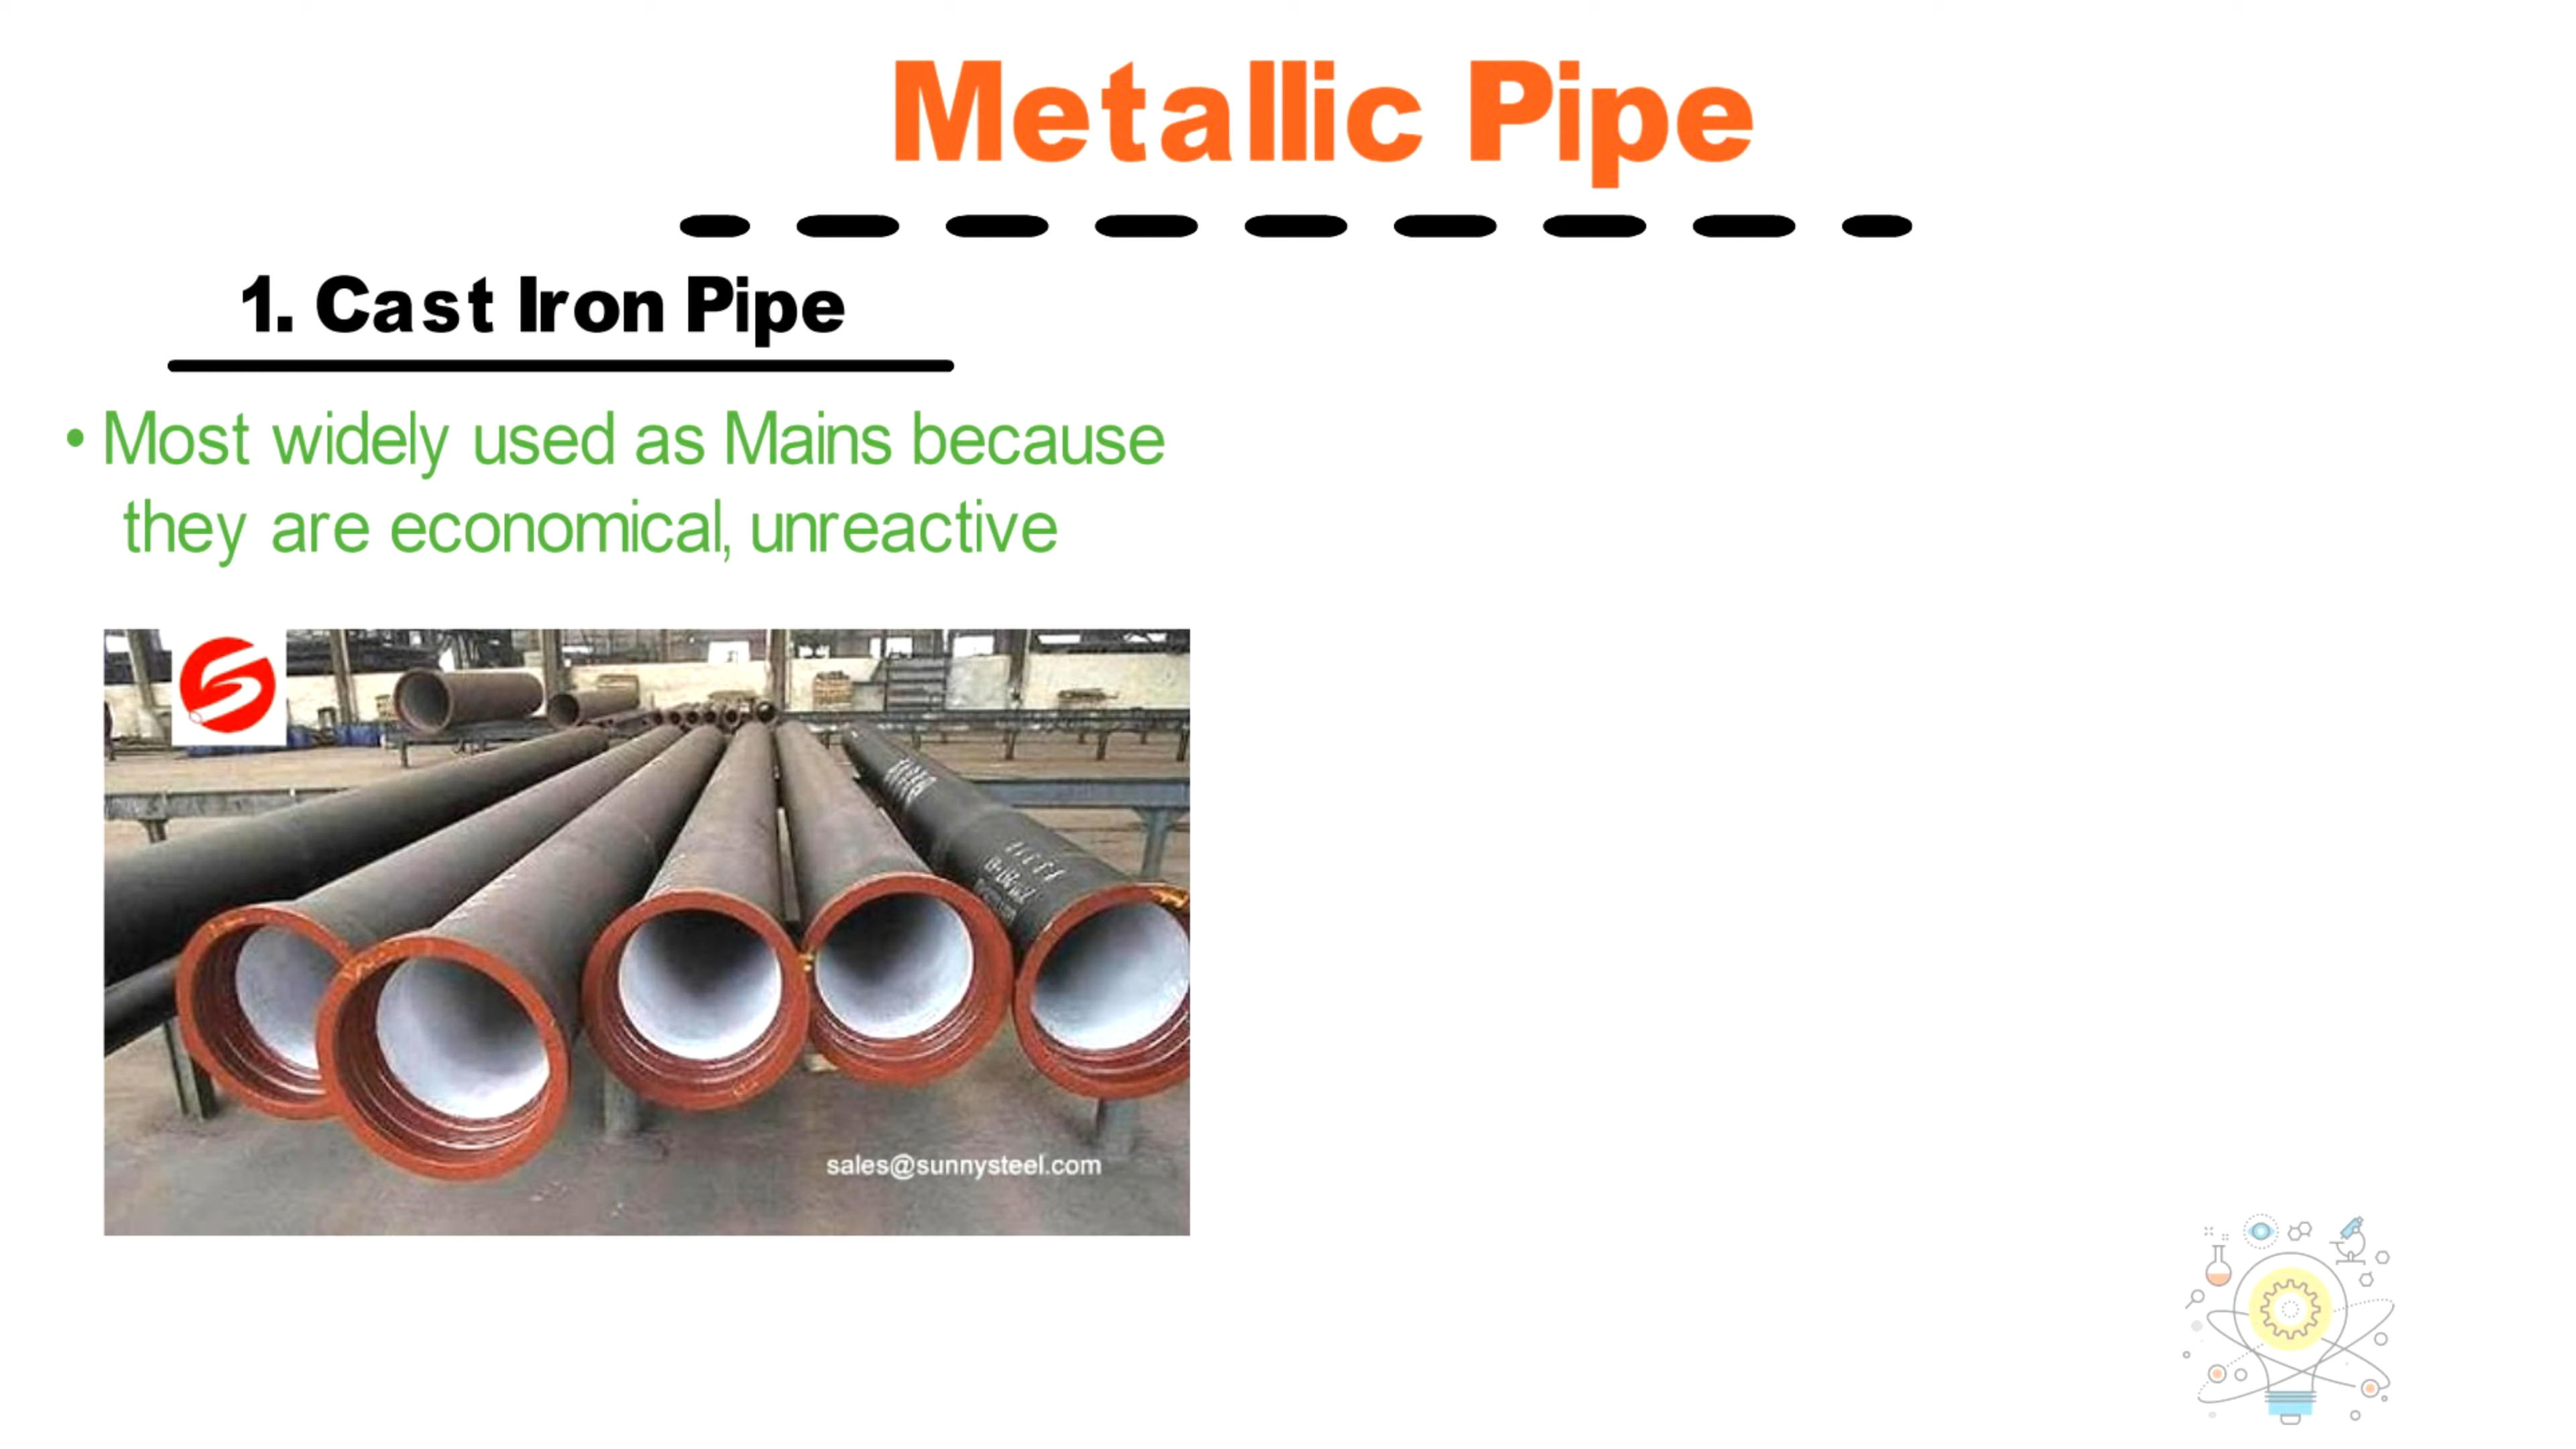 Metallic Pipe
1. Cast Iron Pipe
• Most widely used as Mains because
they are economical, unreactive
sales@sunnysteel.com